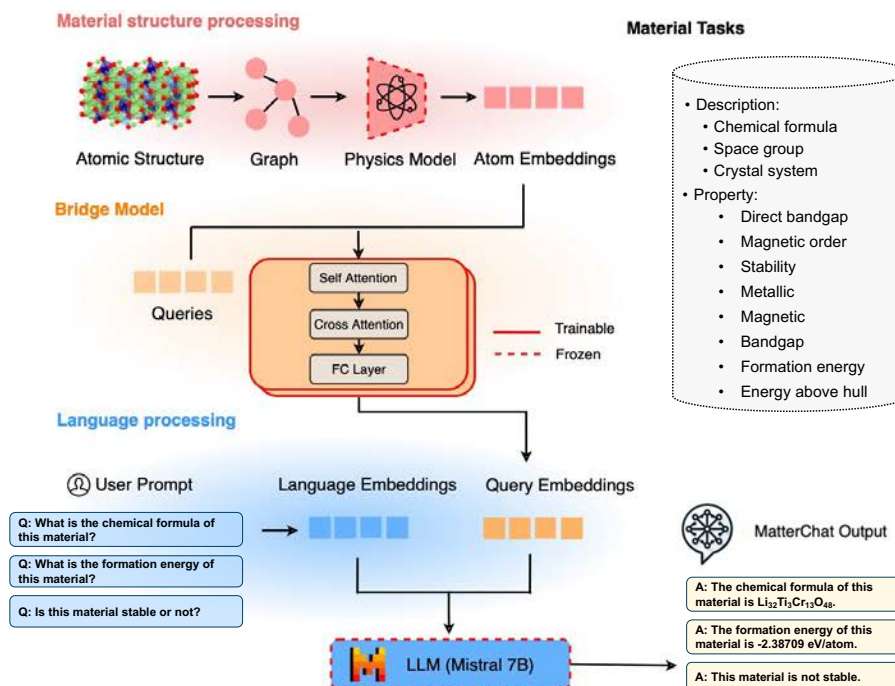 Material structure processing
Material Tasks
Atomic Structure
Graph
Physics Model
Atom Embeddings
• Description:
• Chemical formula
• Space group
• Crystal system
• Property:
• Direct bandgap
• Magnetic order
• Stability
• Metallic
• Magnetic
• Bandgap
• Formation energy
• Energy above hull
Bridge Model
Queries
Self Attention
Cross Attention
FC Layer
Trainable
Frozen
Language processing
User Prompt
Language Embeddings
Query Embeddings
Q: What is the chemical formula of
this material?
Q: What is the formation energy of
this material?
Q: Is this material stable or not?
LLM (Mistral 7B)
MatterChat Output
A: The chemical formula of this
material is Li₃₂Ti₃Cr₁₃O₄₈.
A: The formation energy of this
material is -2.38709 eV/atom.
A: This material is not stable.